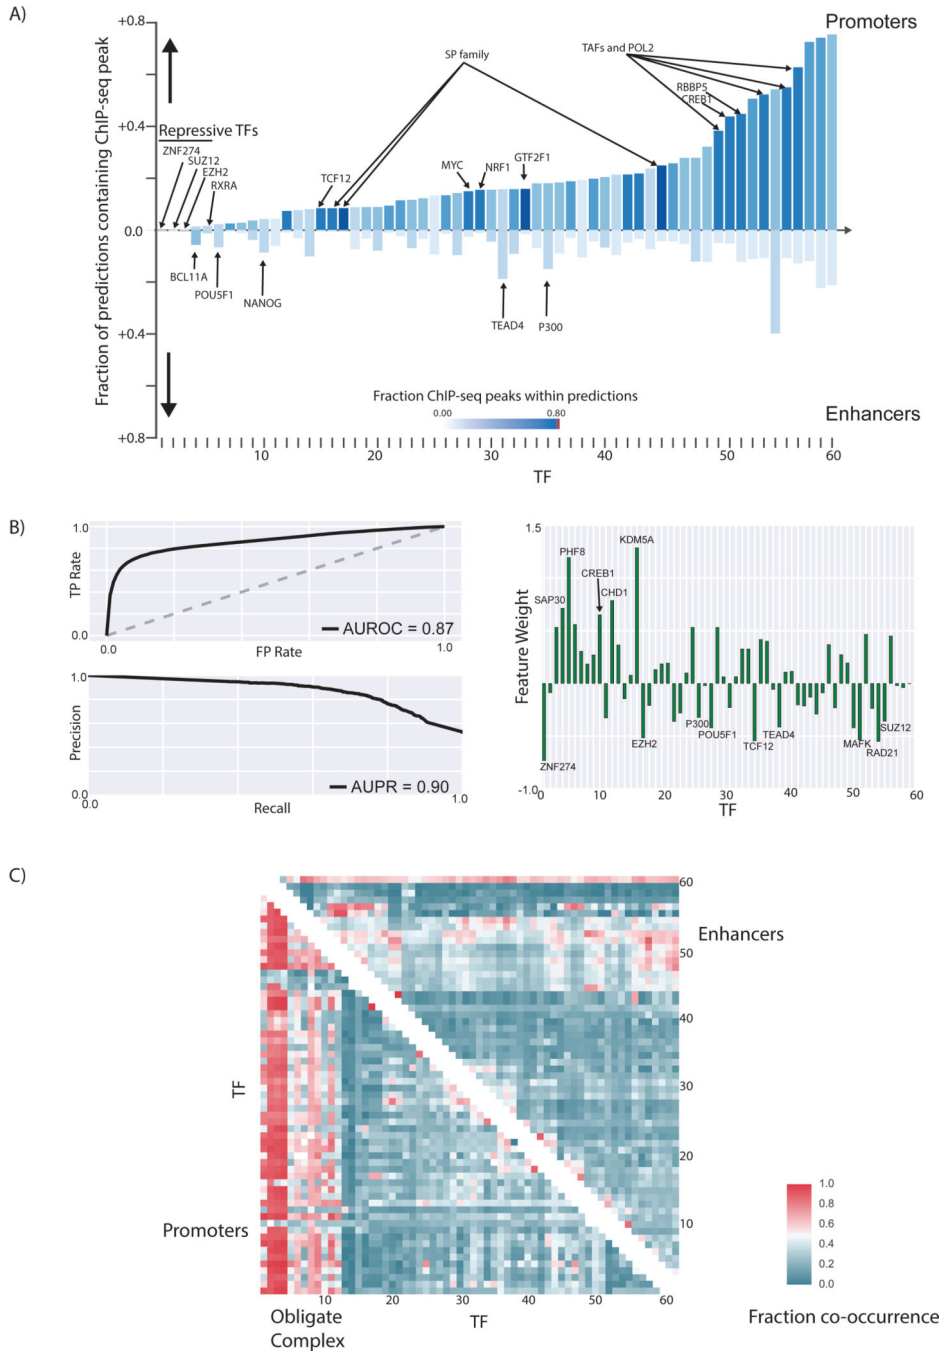 A)
+0.8
Promoters
TAFs and POL2
SP family
RBBP5
CREB1
+0.4
Repressive TFs
ZNF274
SUZ12
EZH2
RXRA
TCF12
MYC
NRF1
GTF2F1
Fraction of predictions containing ChIP-seq peak
0.0
BCL11A
POU5F1
NANOG
TEAD4
P300
+0.4
Fraction ChIP-seq peaks within predictions
0.00
0.80
Enhancers
+0.8
10
20
30
40
50
60
TF
B)
1.0
TP Rate
0.0
AUROC = 0.87
0.0
FP Rate
1.0
1.0
Precision
0.0
AUPR = 0.90
0.0
Recall
1.0
1.5
Feature Weight
KDM5A
PHF8
CREB1
SAP30
CHD1
P300
POU5F1
TEAD4
SUZ12
EZH2
TCF12
MAFK
RAD21
ZNF274
-1.0
0
10
20
30
40
50
60
TF
C)
60
Enhancers
50
40
TF
30
20
10
Promoters
10
20
30
40
50
60
Obligate
Complex
TF
1.0
0.8
0.6
0.4
0.2
0.0
Fraction co-occurrence